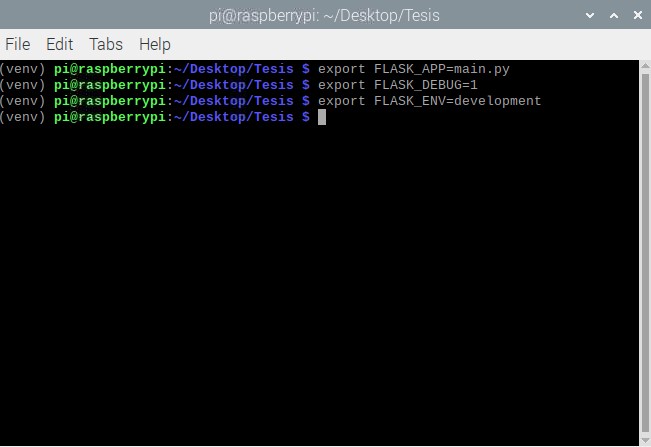 pi@raspberrypi: ~/Desktop/Tesis
File Edit Tabs Help
(venv) pi@raspberrypi:~/Desktop/Tesis $ export FLASK_APP=main.py
(venv) pi@raspberrypi:~/Desktop/Tesis $ export FLASK_DEBUG=1
(venv) pi@raspberrypi:~/Desktop/Tesis $ export FLASK_ENV=development
(venv) pi@raspberrypi:~/Desktop/Tesis $